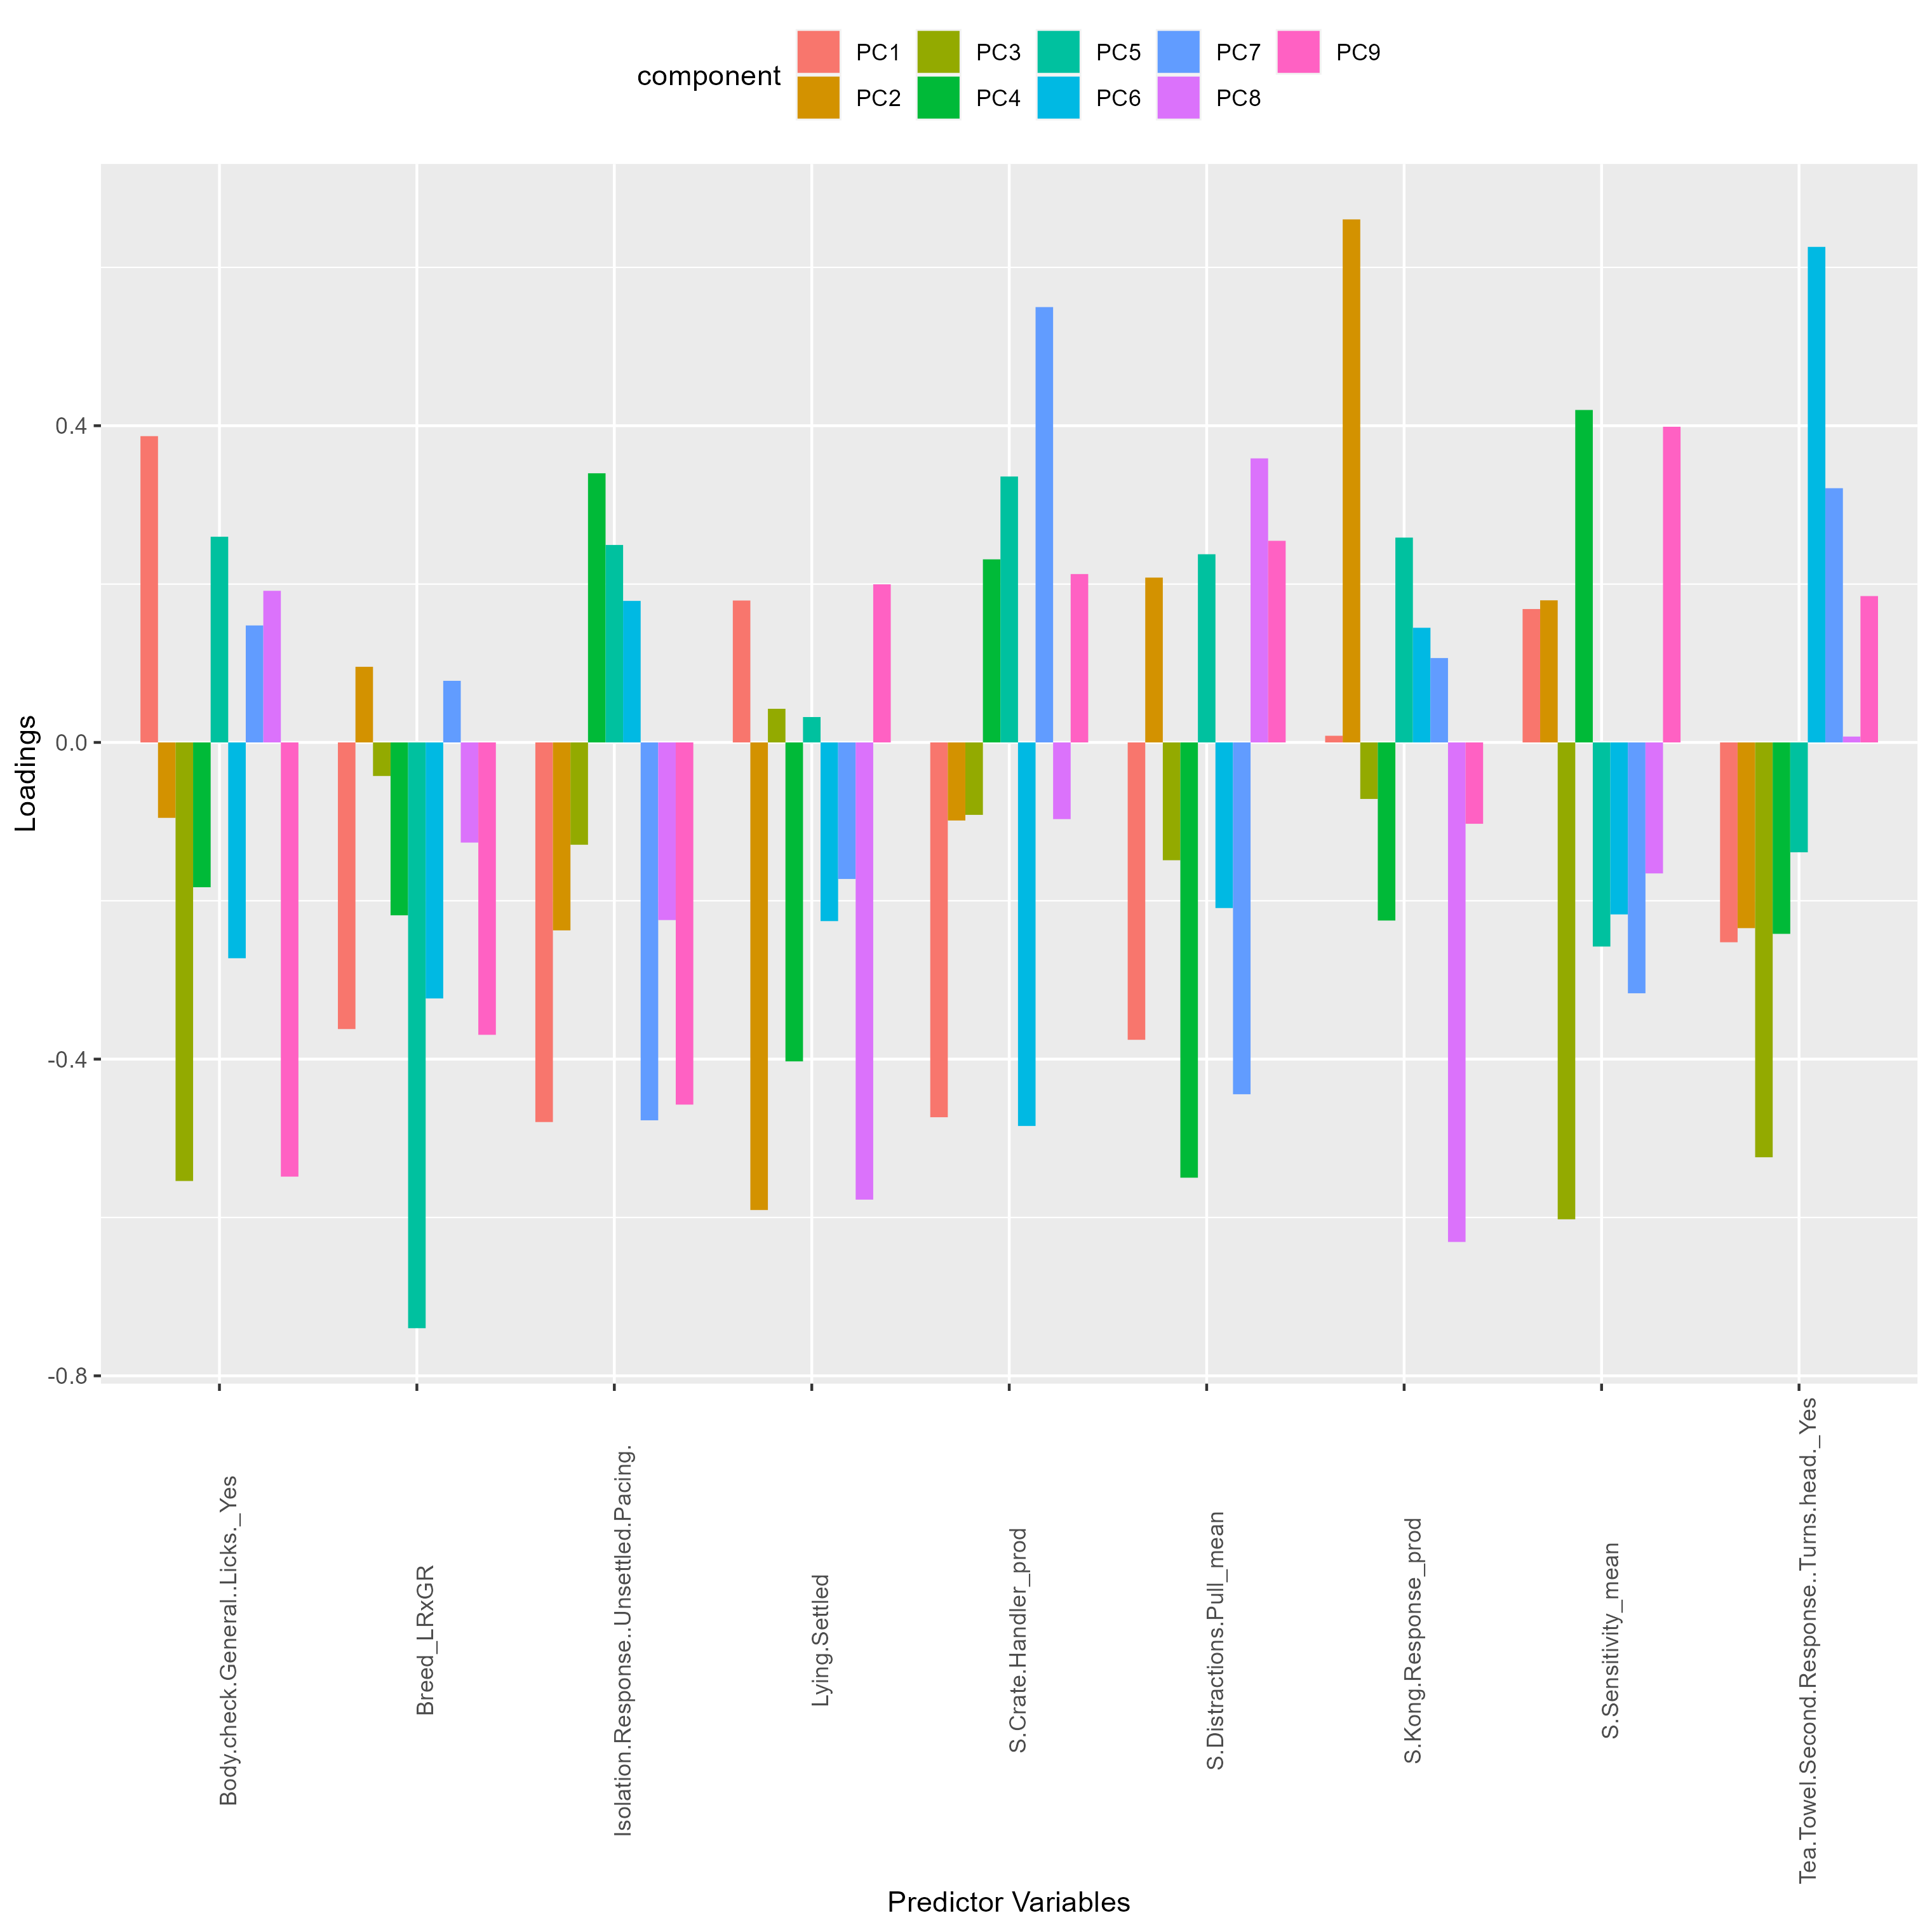 component
PC1
PC3
PC5
PC7
PC9
PC2
PC4
PC6
PC8
Loadings
0.4
0.0
-0.4
-0.8
Body.check.General..Licks._Yes
Breed_LRxGR
Isolation.Response..Unsettled.Pacing.
Lying.Settled
S.Crate.Handler_prod
S.Distractions.Pull_mean
S.Kong.Response_prod
S.Sensitivity_mean
Tea.Towel.Second.Response..Turns.head._Yes
Predictor Variables